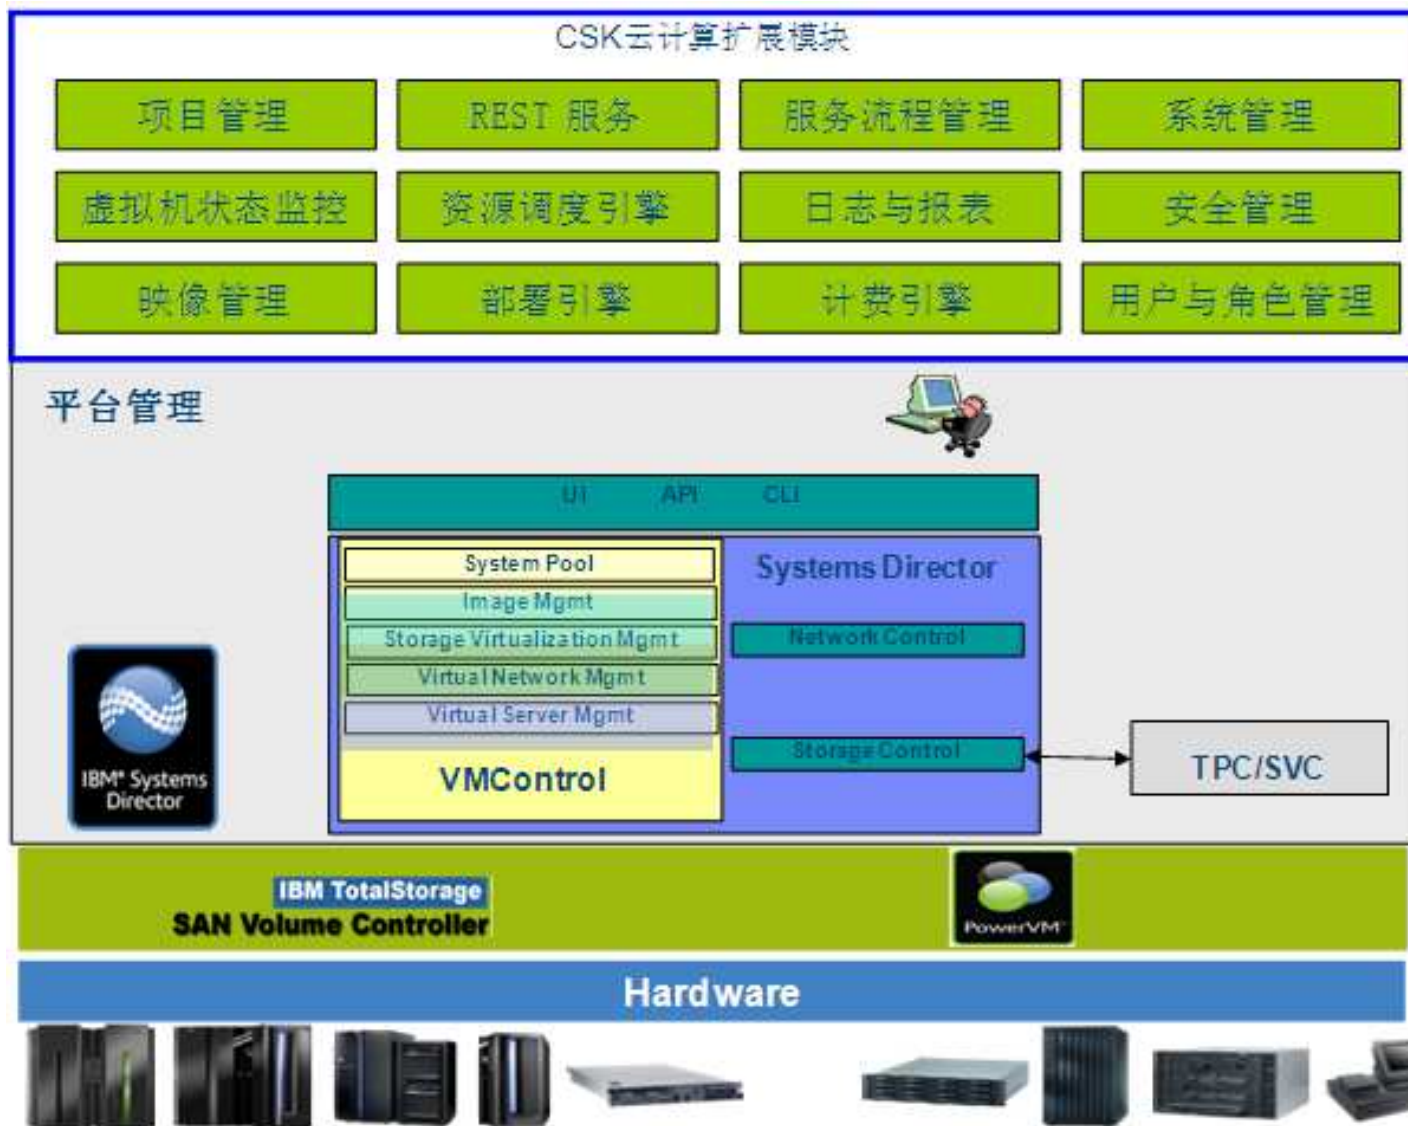 CSK云计算扩展模块
项目管理
REST 服务
服务流程管理
系统管理
虚拟机状态监控
资源调度引擎
日志与报表
安全管理
映像管理
部署引擎
计费引擎
用户与角色管理
平台管理
UI API CLI
System Pool
Image Mgmt
Storage Virtualization Mgmt
Virtual Network Mgmt
Virtual Server Mgmt
VMControl
Systems Director
Network Control
Storage Control
TPC/SVC
IBM® Systems
Director
IBM TotalStorage
SAN Volume Controller
PowerVM™
Hardware